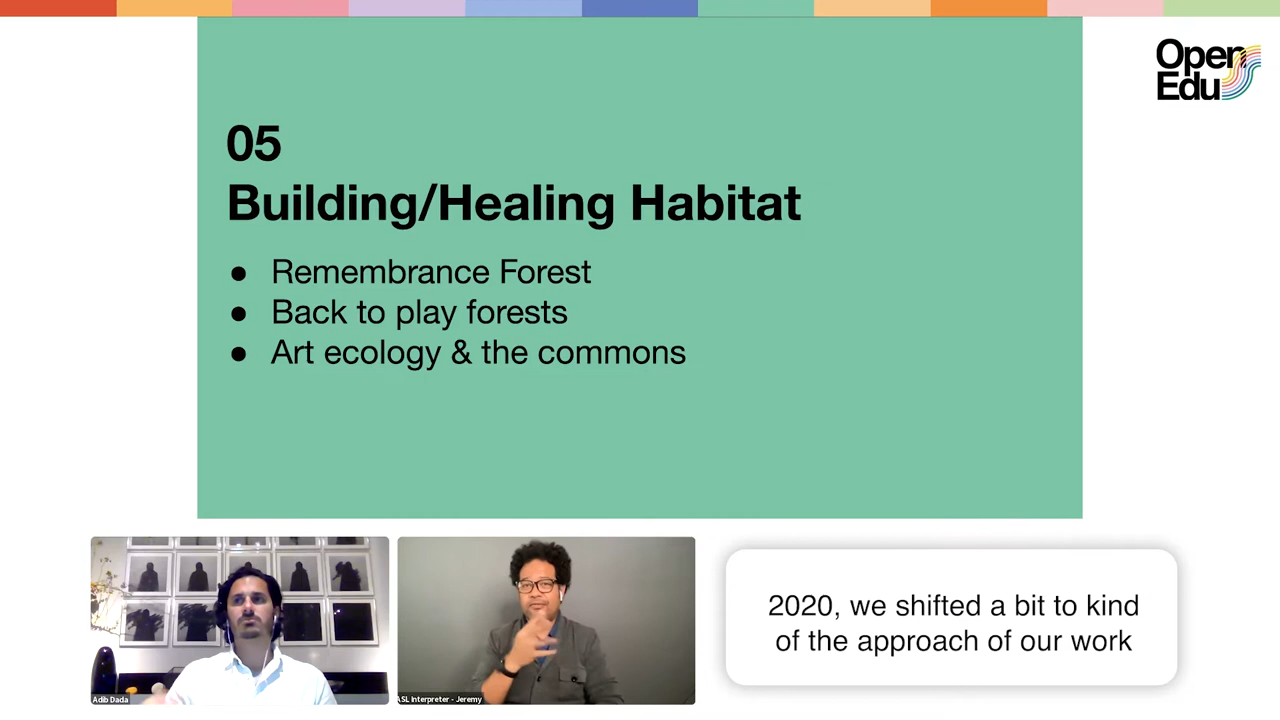 Open
Edu
05
Building/Healing Habitat
● Remembrance Forest
● Back to play forests
● Art ecology & the commons
Adib Dada
ASL Interpreter - Jeremy
2020, we shifted a bit to kind
of the approach of our work